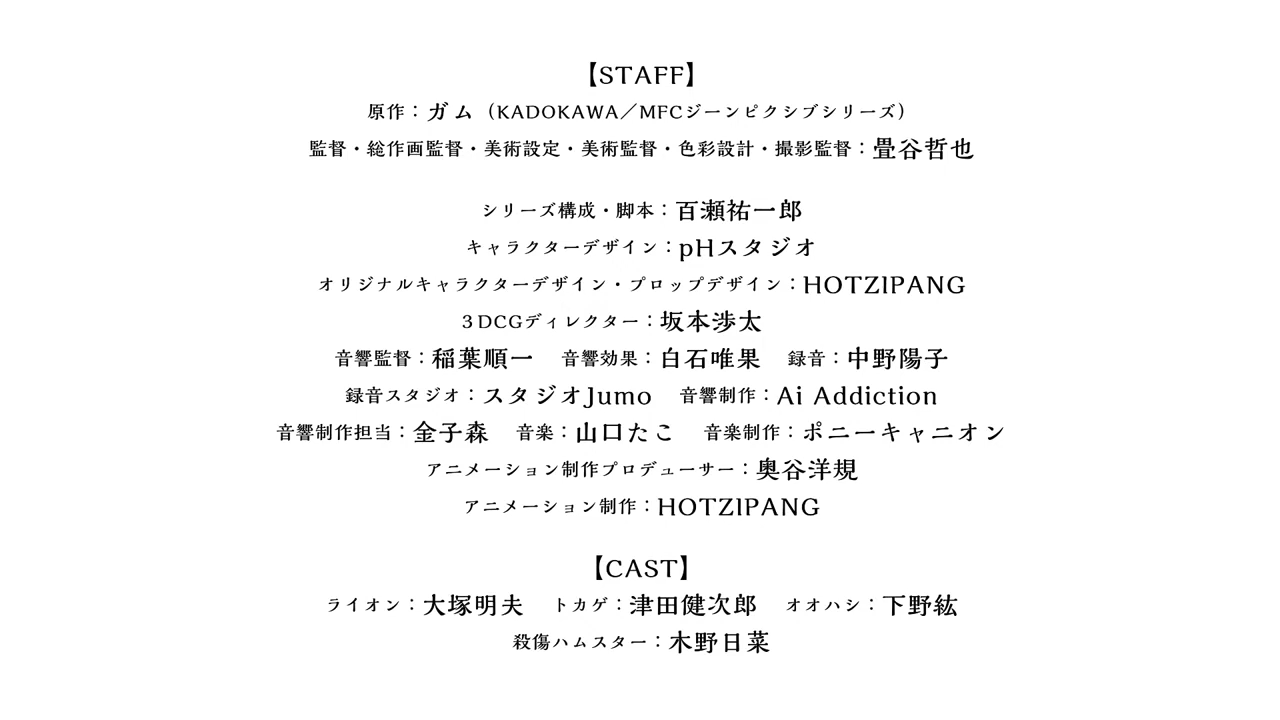 【STAFF】
原作：ガム（KADOKAWA／MFCジーンピクシブシリーズ）
監督・総作画監督・美術設定・美術監督・色彩設計・撮影監督：畳谷哲也
シリーズ構成・脚本：百瀬祐一郎
キャラクターデザイン：pHスタジオ
オリジナルキャラクターデザイン・プロップデザイン：HOTZIPANG
３DCGディレクター：坂本渉太
音響監督：稲葉順一　音響効果：白石唯果　録音：中野陽子
録音スタジオ：スタジオJumo　音響制作：Ai Addiction
音響制作担当：金子森　音楽：山口たこ　音楽制作：ポニーキャニオン
アニメーション制作プロデューサー：奥谷洋規
アニメーション制作：HOTZIPANG
【CAST】
ライオン：大塚明夫　トカゲ：津田健次郎　オオハシ：下野紘
殺傷ハムスター：木野日菜